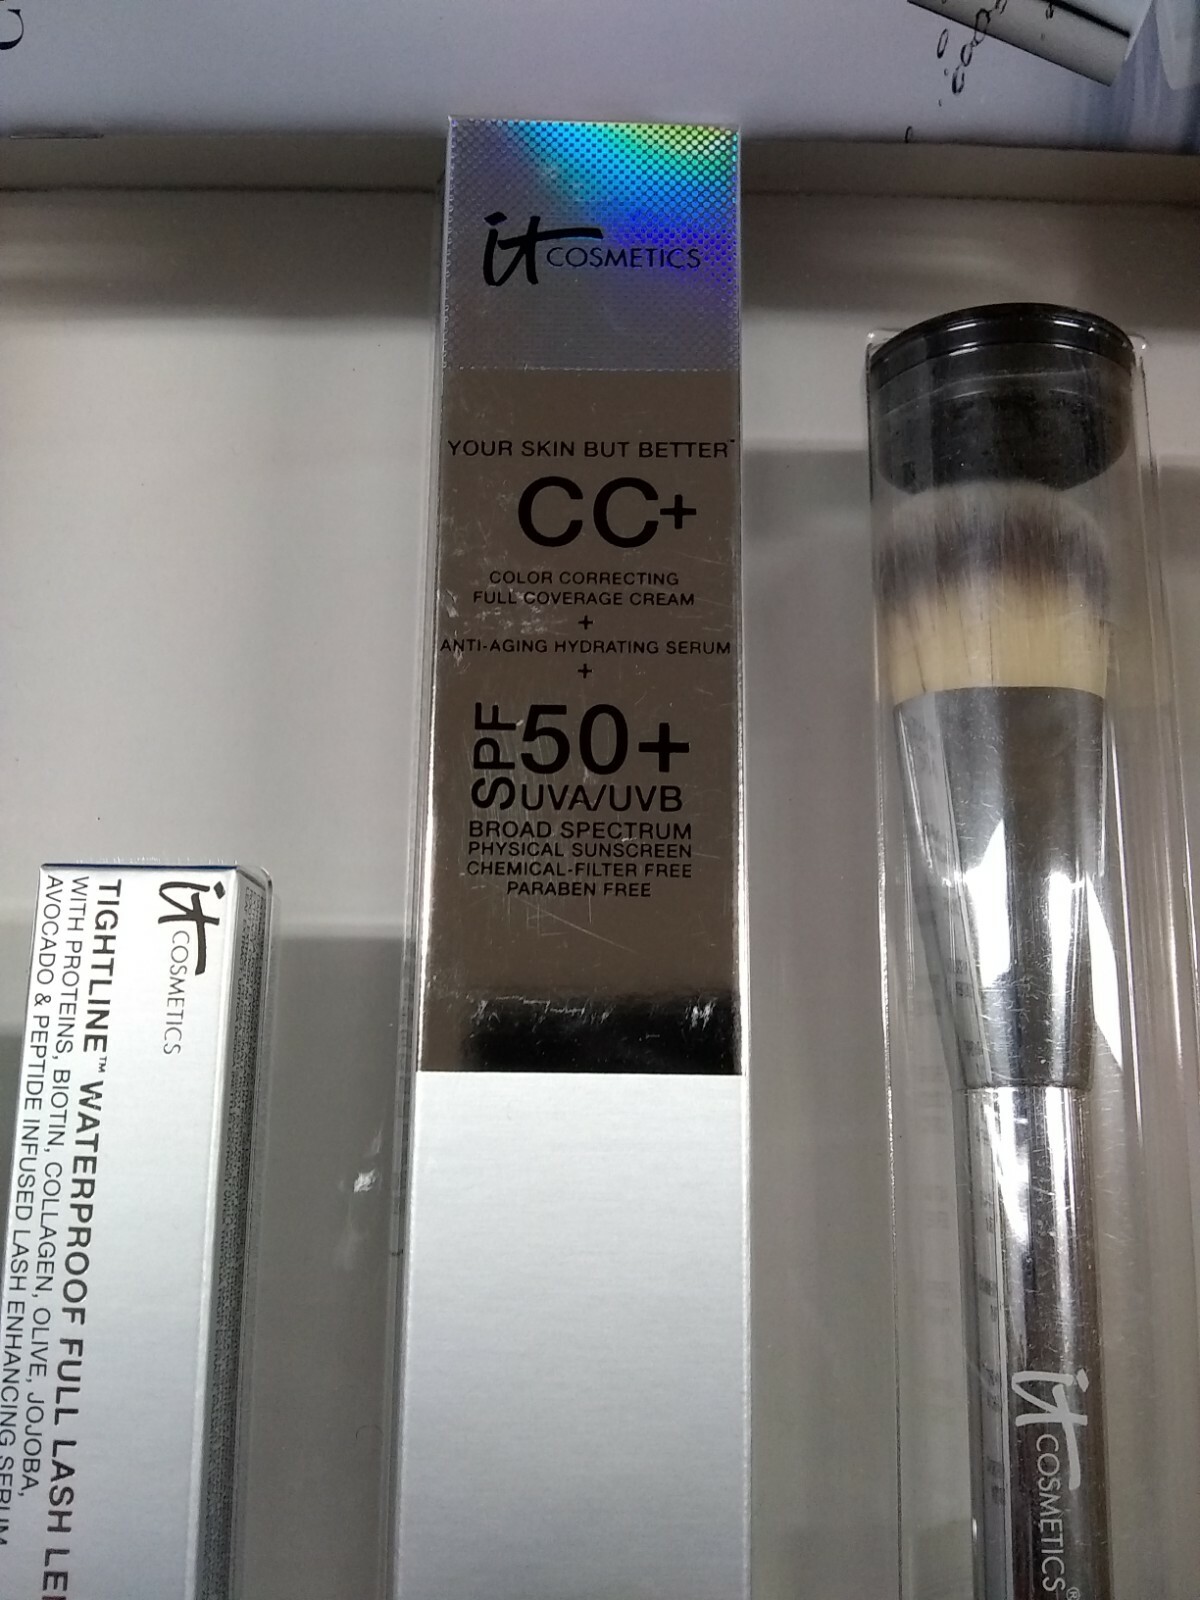 it COSMETICS
YOUR SKIN BUT BETTER™
CC+
COLOR CORRECTING
FULL COVERAGE CREAM
+
ANTI-AGING HYDRATING SERUM
+
SPF 50+
UVA/UVB
BROAD SPECTRUM
PHYSICAL SUNSCREEN
CHEMICAL-FILTER FREE
PARABEN FREE
it COSMETICS
TIGHTLINE™ WATERPROOF FULL LASH
WITH PROTEINS, BIOTIN, COLLAGEN, OLIVE, JOJOBA,
AVOCADO & PEPTIDE INFUSED LASH ENHANCING SERUM
it COSMETICS®